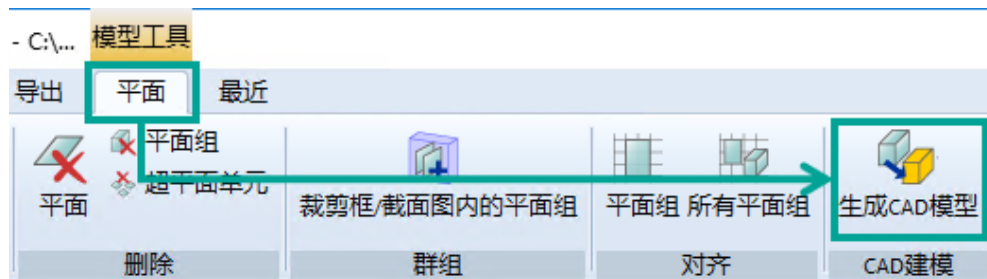 - C:\... 模型工具
导出 平面 最近
平面
平面组
超平面单元
删除
裁剪框/截面图内的平面组
群组
平面组 所有平面组
对齐
生成CAD模型
CAD建模